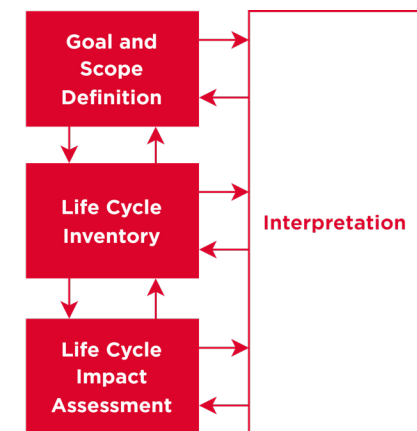 Goal and
Scope
Definition
Life Cycle
Inventory
Interpretation
Life Cycle
Impact
Assessment